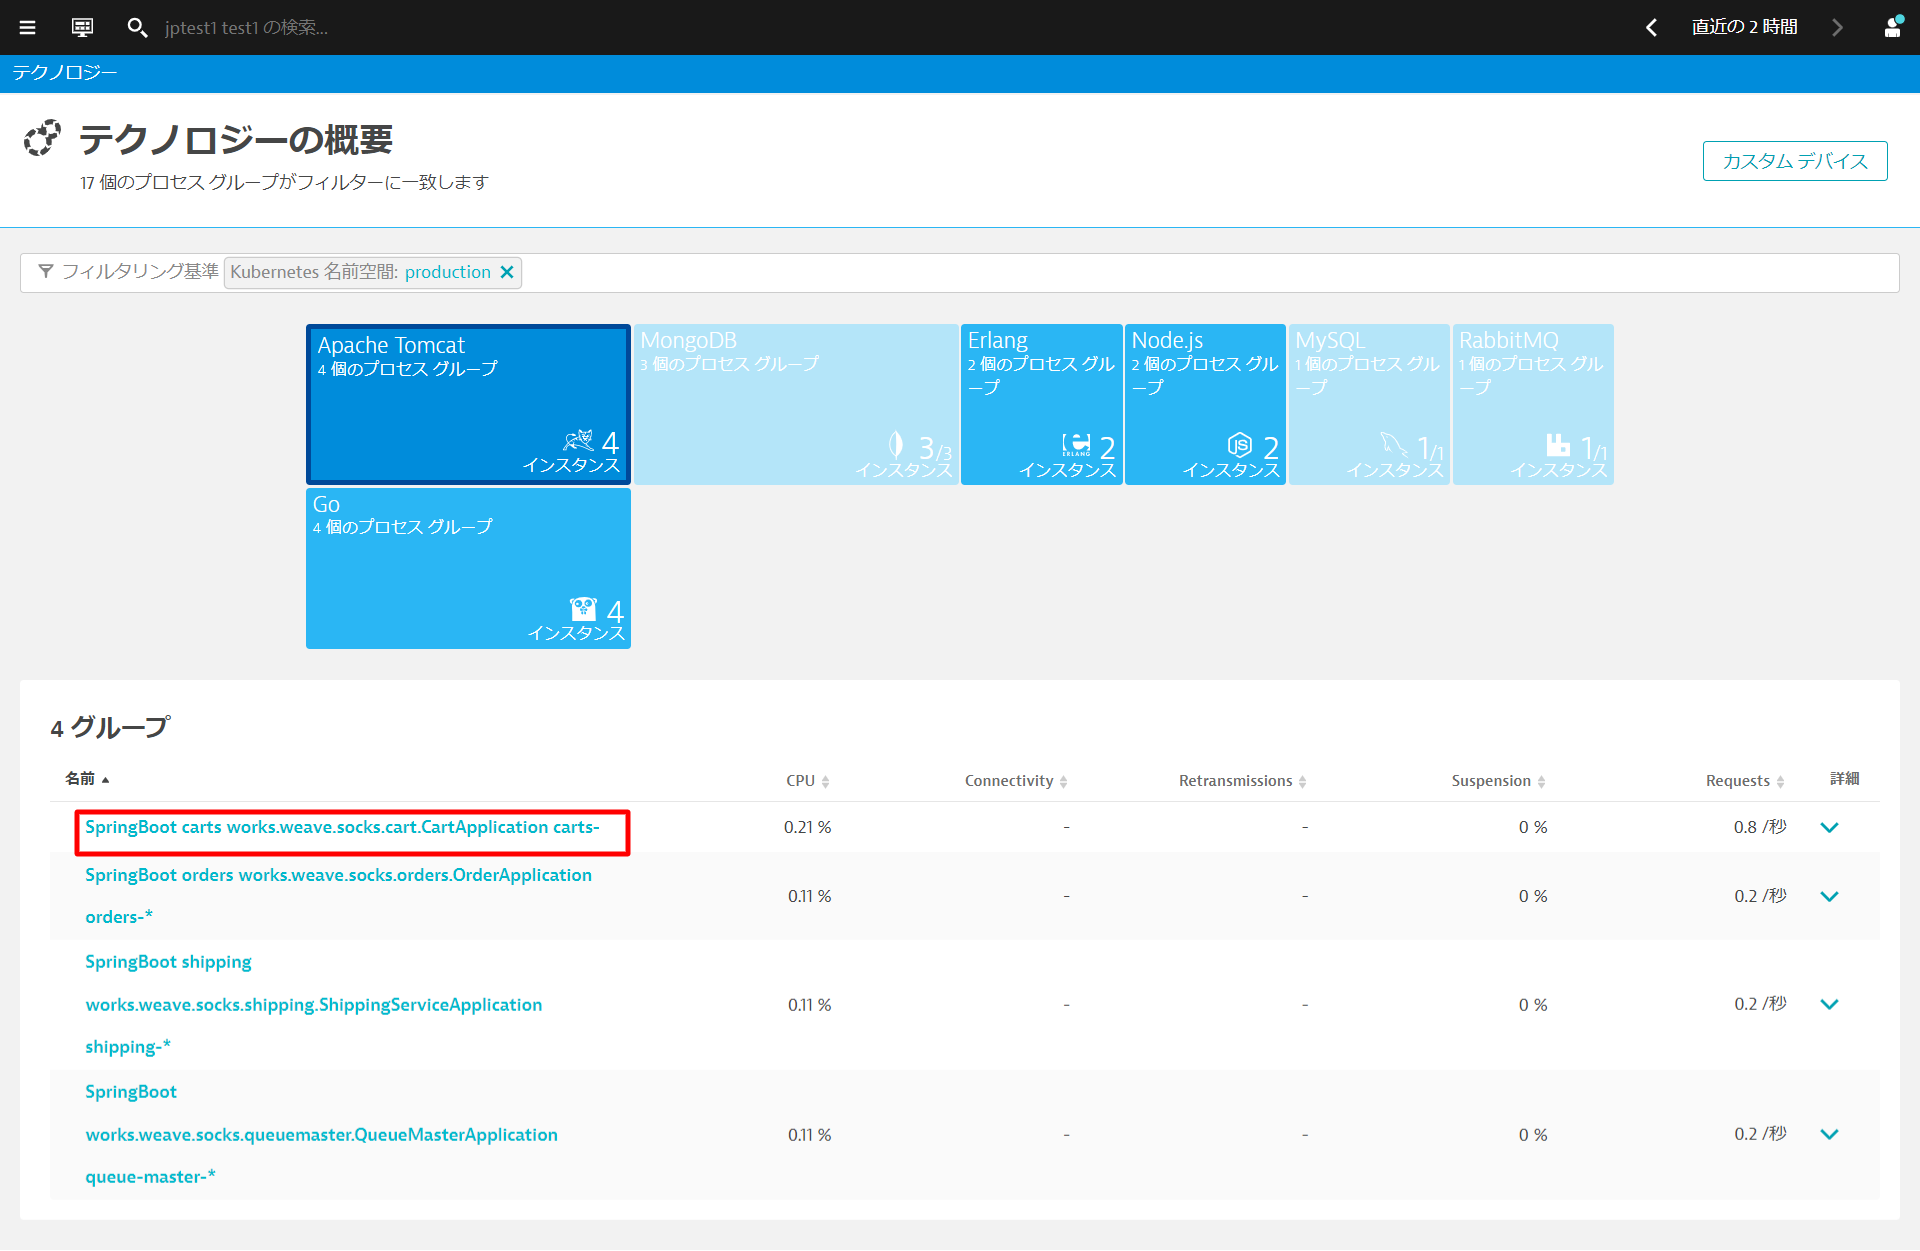 jptest1 test1 の検索...
直近の 2 時間
テクノロジー
テクノロジーの概要
17 個のプロセス グループがフィルターに一致します
カスタム デバイス
フィルタリング基準 Kubernetes 名前空間: production
Apache Tomcat
4 個のプロセス グループ
4
インスタンス
MongoDB
3 個のプロセス グループ
3/3
インスタンス
Erlang
2 個のプロセス グル
ープ
ERLANG 2
インスタンス
Node.js
2 個のプロセス グル
ープ
JS 2
インスタンス
MySQL
1 個のプロセス グル
ープ
1/1
インスタンス
RabbitMQ
1 個のプロセス グル
ープ
1/1
インスタンス
Go
4 個のプロセス グループ
4
インスタンス
4 グループ
名前 CPU Connectivity Retransmissions Suspension Requests 詳細
SpringBoot carts works.weave.socks.cart.CartApplication carts- 0.21 % - - 0 % 0.8 /秒
SpringBoot orders works.weave.socks.orders.OrderApplication
orders-* 0.11 % - - 0 % 0.2 /秒
SpringBoot shipping
works.weave.socks.shipping.ShippingServiceApplication 0.11 % - - 0 % 0.2 /秒
shipping-*
SpringBoot
works.weave.socks.queuemaster.QueueMasterApplication 0.11 % - - 0 % 0.2 /秒
queue-master-*